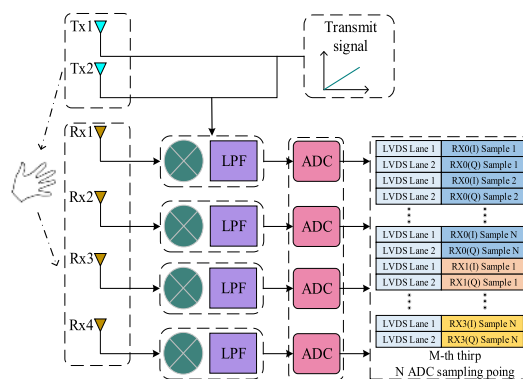 Tx1
Tx2
Transmit
signal
Rx1
LPF
ADC
Rx2
LPF
ADC
Rx3
LPF
ADC
Rx4
LPF
ADC
LVDS Lane 1 RX0(I) Sample 1
LVDS Lane 2 RX0(Q) Sample 1
LVDS Lane 1 RX0(I) Sample 2
LVDS Lane 2 RX0(Q) Sample 2
LVDS Lane 1 RX0(I) Sample N
LVDS Lane 2 RX0(Q) Sample N
LVDS Lane 1 RX1(I) Sample 1
LVDS Lane 2 RX1(Q) Sample 1
LVDS Lane 1 RX3(I) Sample N
LVDS Lane 2 RX3(Q) Sample N
M-th thirp
N ADC sampling poing